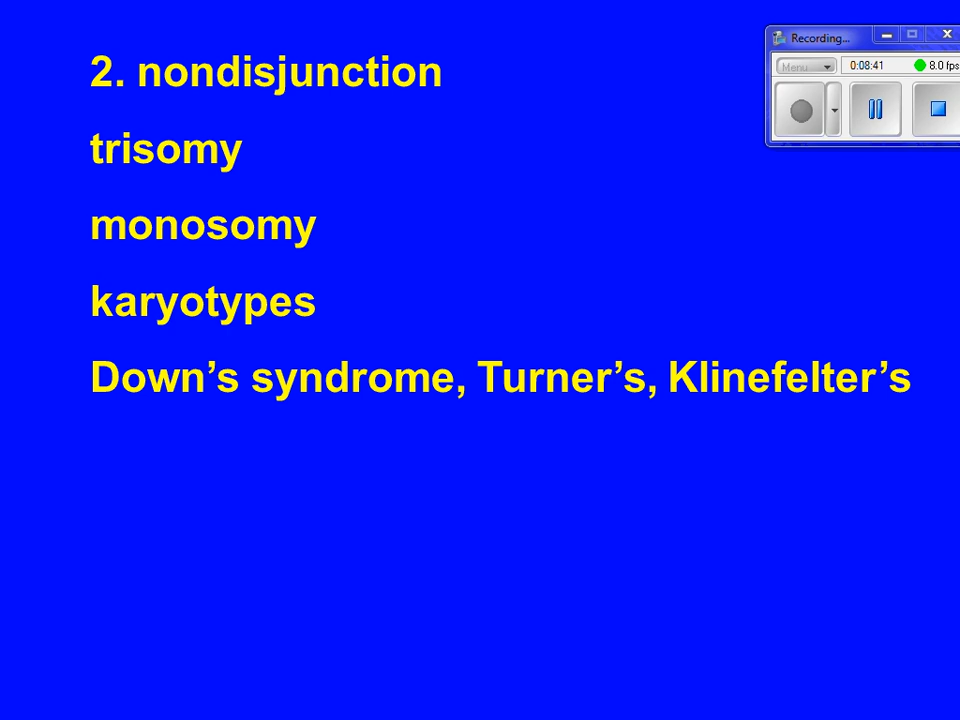 2. nondisjunction
trisomy
monosomy
karyotypes
Down’s syndrome, Turner’s, Klinefelter’s
Recording...
Menu
0:08:41
8.0 fps